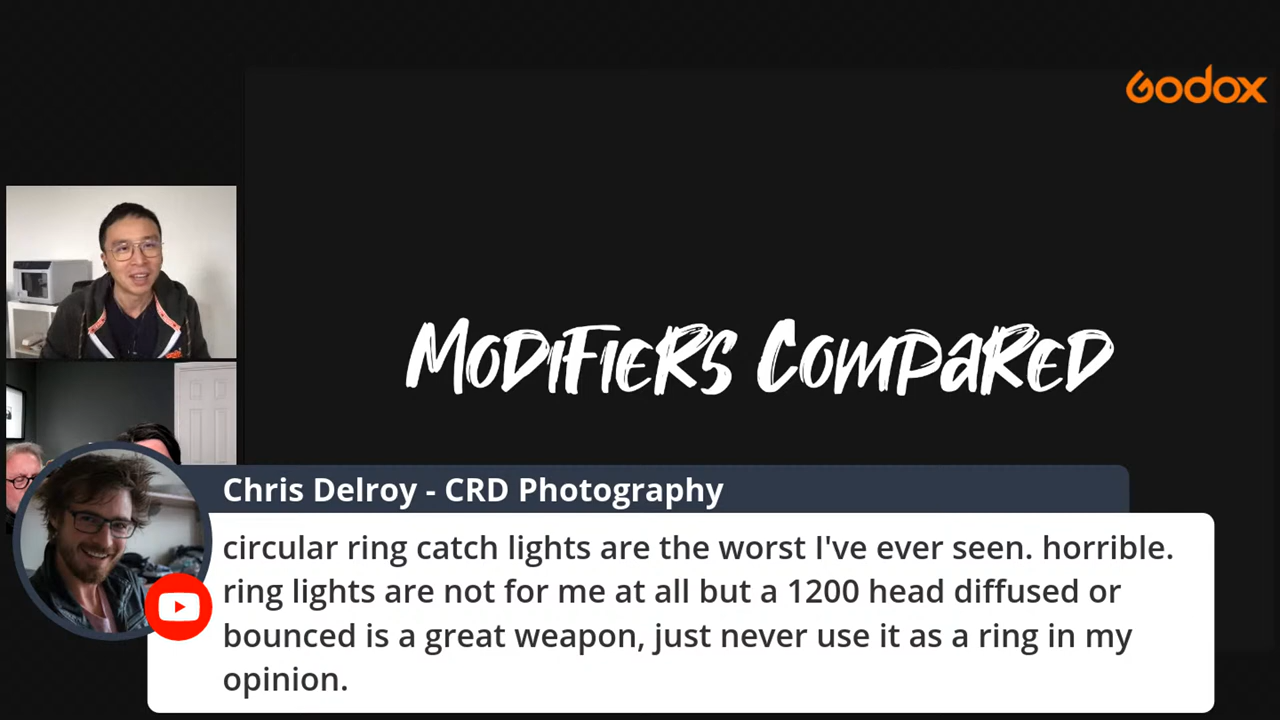 Godox
MODIFIERS COMPARED
Chris Delroy - CRD Photography
circular ring catch lights are the worst I've ever seen. horrible.
ring lights are not for me at all but a 1200 head diffused or
bounced is a great weapon, just never use it as a ring in my
opinion.